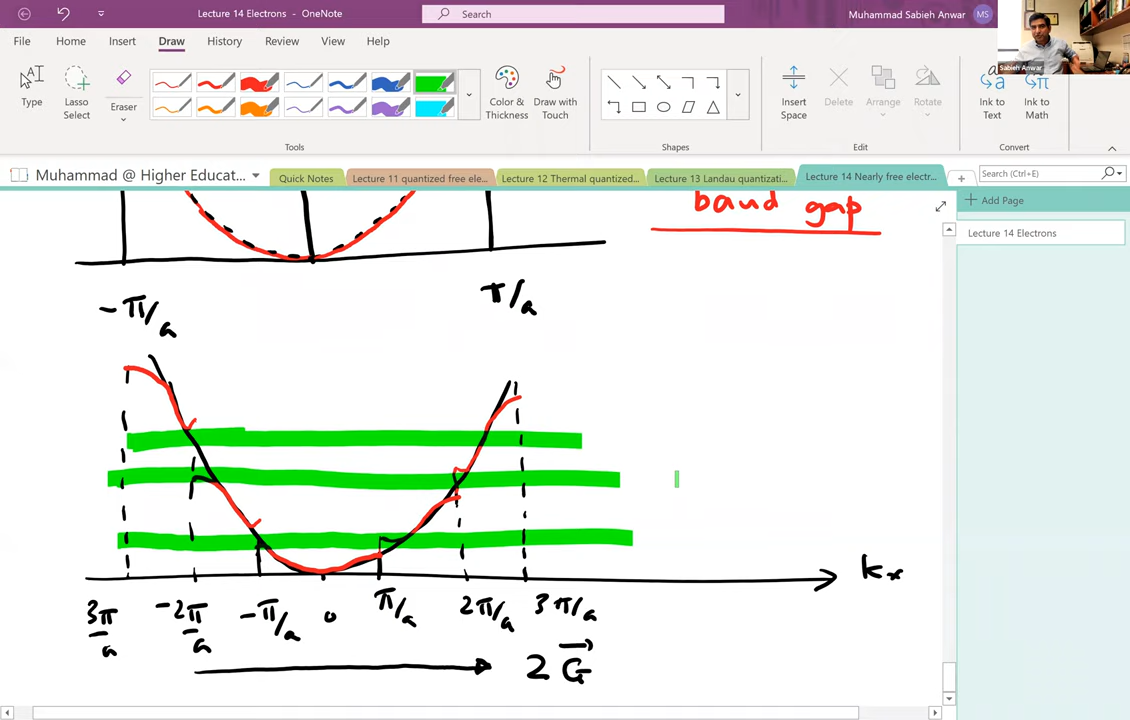 Lecture 14 Electrons - OneNote
Search
Muhammad Sabieh Anwar
MS
Sabieh Anwar
File Home Insert Draw History Review View Help
Type
Lasso Select
Eraser
Color & Thickness
Draw with Touch
Insert Space
Delete
Arrange
Rotate
Ink to Text
Ink to Math
Tools
Shapes
Edit
Convert
Muhammad @ Higher Educat...
Quick Notes
Lecture 11 quantized free ele...
Lecture 12 Thermal quantized...
Lecture 13 Landau quantizati...
Lecture 14 Nearly free electr...
Search (Ctrl+E)
Add Page
Lecture 14 Electrons
band gap
-π/a
π/a
kx
3π/a -2π/a -π/a 0 π/a 2π/a 3π/a
2 G⃗